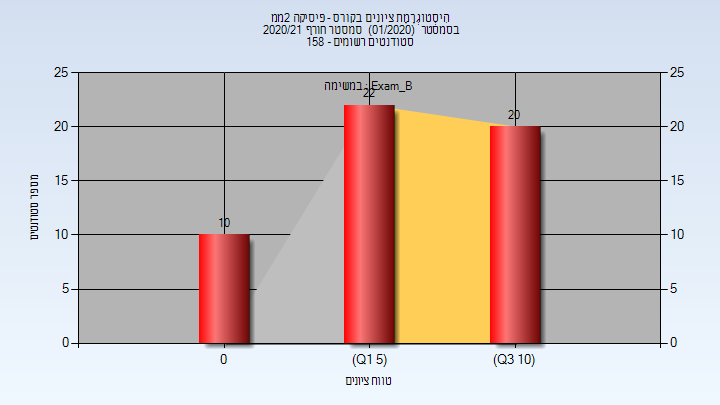 היסטוגרמת ציונים בקורס - פיסיקה 2ממ
בסמסטר (01/2020) סמסטר חורף 2020/21
סטודנטים רשומים - 158
במשימה : Exam_B
25
20
15
10
5
0
25
20
15
10
5
0
10
22
20
מספר סטודנטים
0
(Q1 5)
(Q3 10)
טווח ציונים